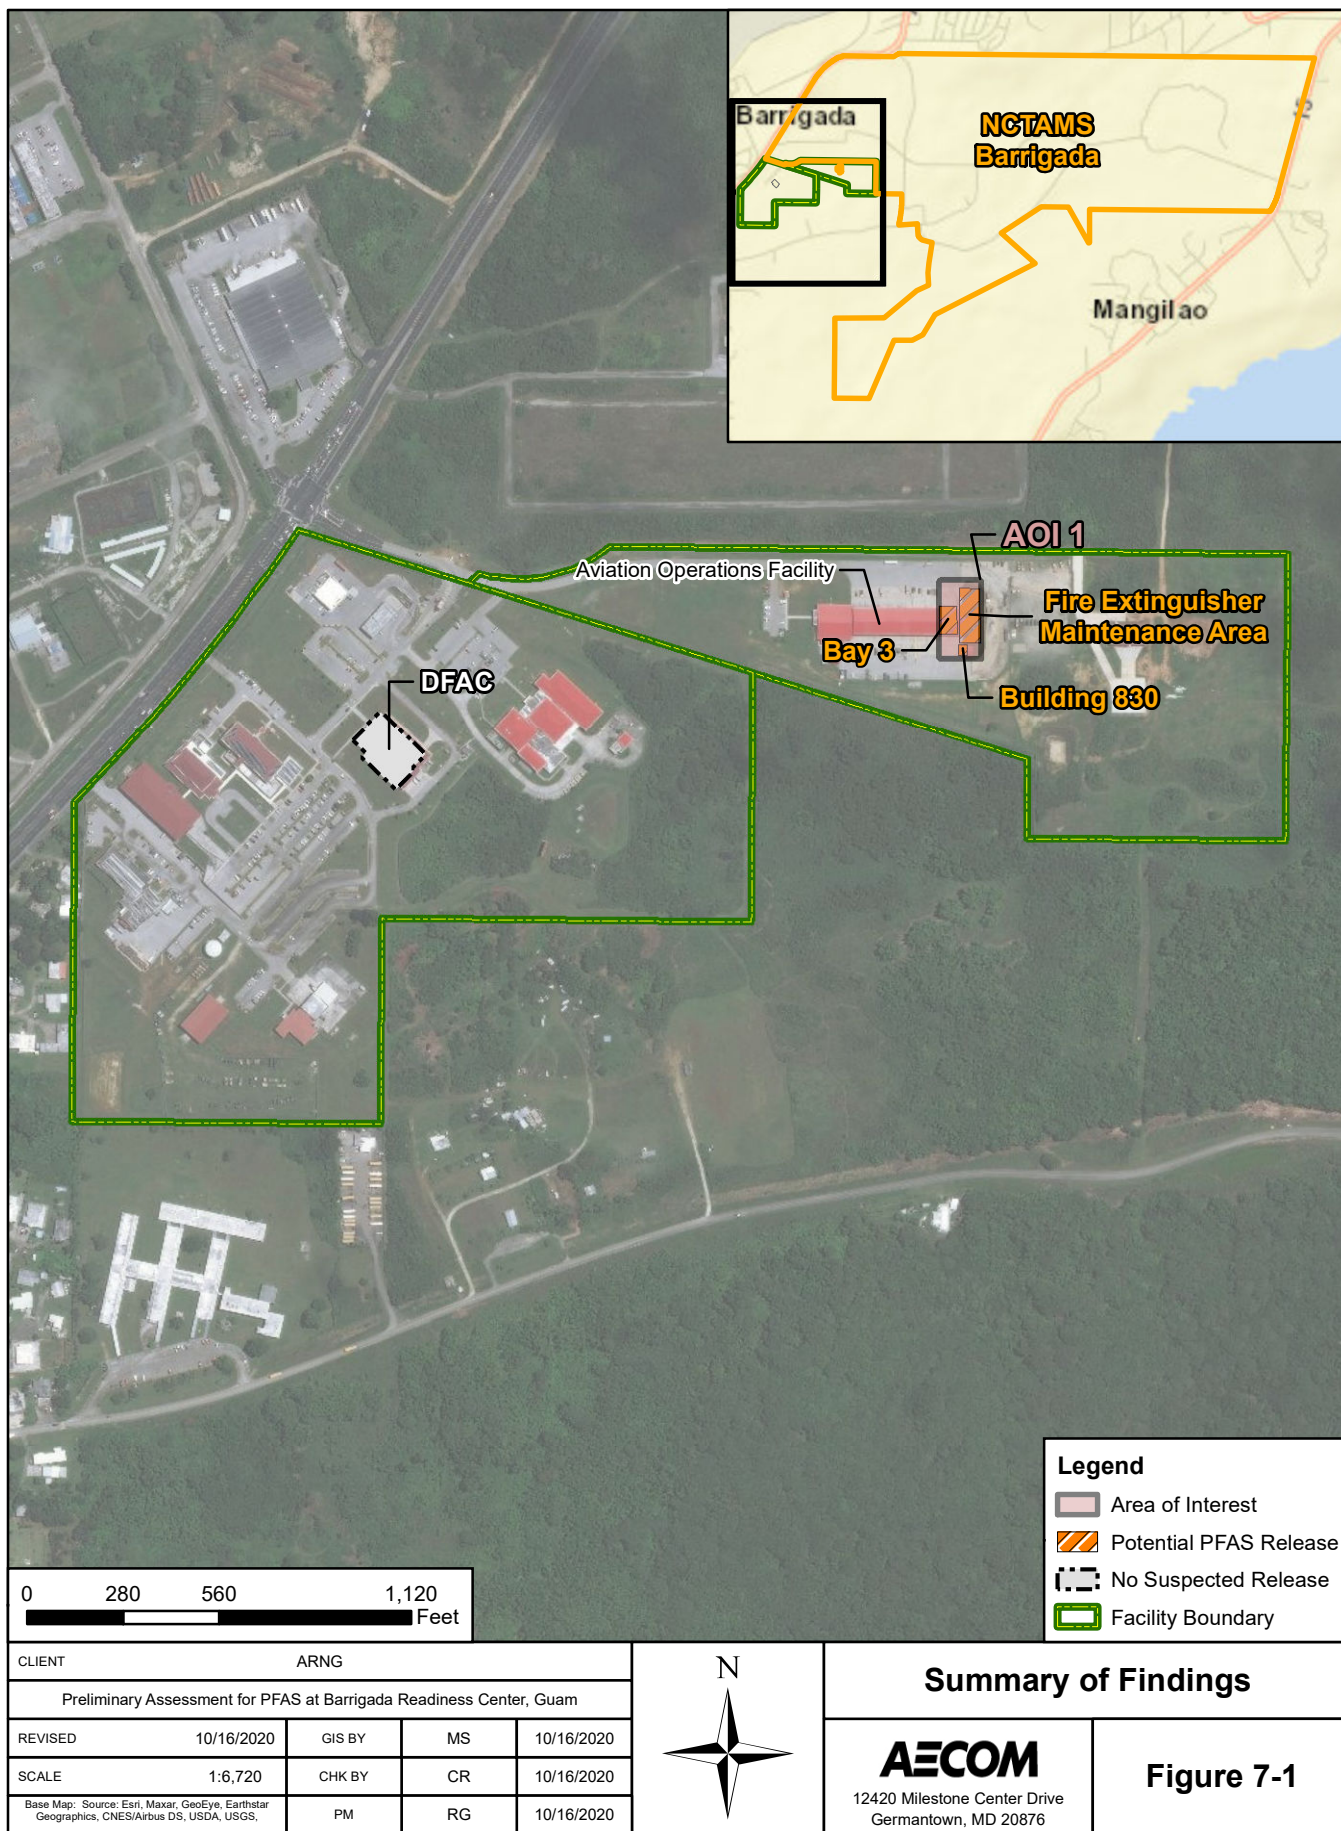 Barrigada
NCTAMS
Barrigada
15
Mangilao
AOI 1
Aviation Operations Facility
Fire Extinguisher
Maintenance Area
Bay 3
Building 830
DFAC
Legend
Area of Interest
Potential PFAS Release
No Suspected Release
Facility Boundary
0 280 560 1,120
Feet
CLIENT ARNG
Preliminary Assessment for PFAS at Barrigada Readiness Center, Guam
REVISED 10/16/2020 GIS BY MS 10/16/2020
SCALE 1:6,720 CHK BY CR 10/16/2020
Base Map: Source: Esri, Maxar, GeoEye, Earthstar
Geographics, CNES/Airbus DS, USDA, USGS,
PM RG 10/16/2020
N
Summary of Findings
AECOM
12420 Milestone Center Drive
Germantown, MD 20876
Figure 7-1